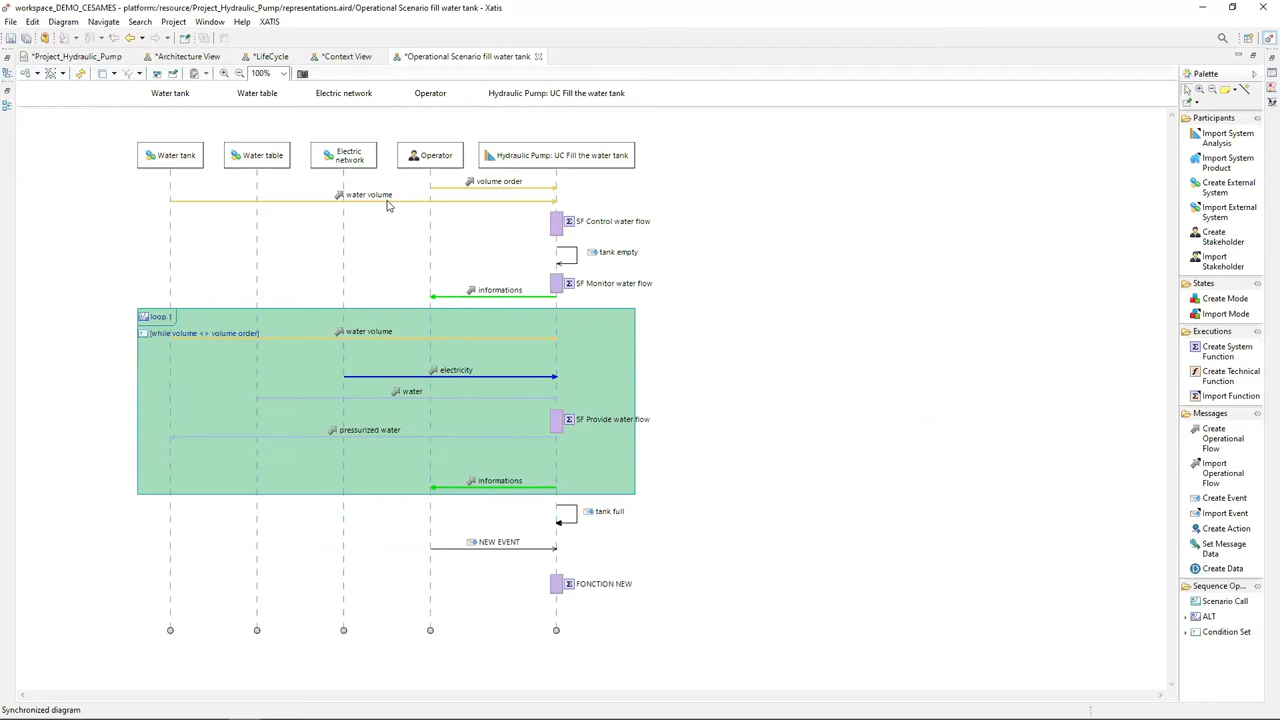 workspace_DEMO_CESAMES - platform:/resource/Project_Hydraulic_Pump/representations.aird/Operational Scenario fill water tank - Xatis
File Edit Diagram Navigate Search Project Window Help XATIS
*Project_Hydraulic_Pump *Architecture View *LifeCycle *Context View *Operational Scenario fill water tank
100%
Palette
Water tank Water table Electric network Operator Hydraulic Pump: UC Fill the water tank
Participants
Import System
Analysis
Import System
Product
Create External
System
Import External
System
Create
Stakeholder
Import
Stakeholder
States
Create Mode
Import Mode
Executions
Create System
Function
Create Technical
Function
Import Function
Messages
Create
Operational
Flow
Import
Operational
Flow
Create Event
Import Event
Create Action
Set Message
Data
Create Data
Sequence Op...
Scenario Call
ALT
Condition Set
Water tank
Water table
Electric
network
Operator
Hydraulic Pump: UC Fill the water tank
volume order
water volume
SF Control water flow
tank empty
SF Monitor water flow
informations
loop.1
[while volume <> volume order]
water volume
electricity
water
SF Provide water flow
pressurized water
informations
tank full
NEW EVENT
FONCTION NEW
Synchronized diagram